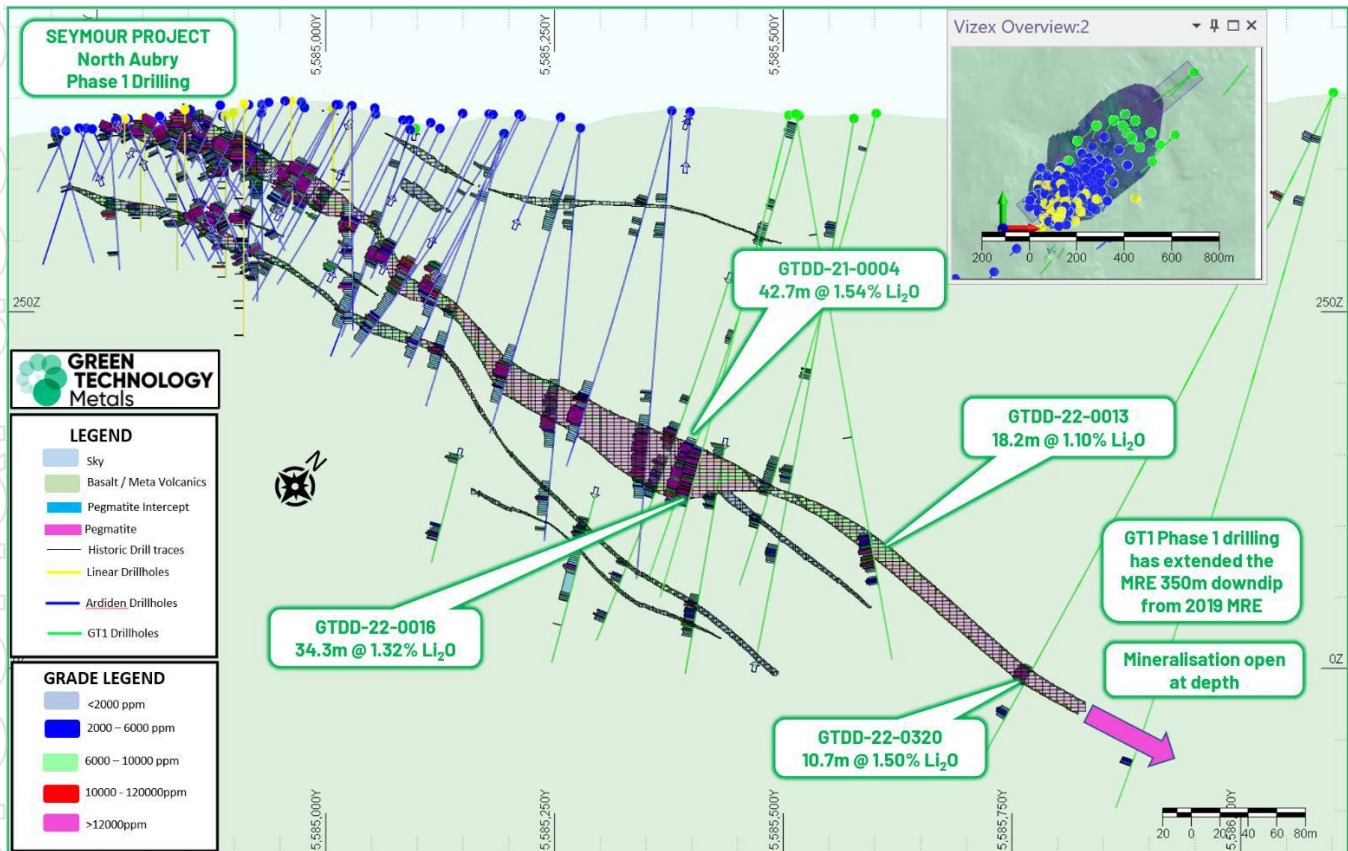 SEYMOUR PROJECT
North Aubry
Phase 1 Drilling
5,585,000Y
5,585,250Y
5,585,500Y
Vizex Overview:2
200 0 200 400 600 800m
250Z
250Z
GTDD-21-0004
42.7m @ 1.54% Li₂O
GREEN
TECHNOLOGY
Metals
LEGEND
Sky
Basalt / Meta Volcanics
Pegmatite Intercept
Pegmatite
Historic Drill traces
Linear Drillholes
Ardiden Drillholes
GT1 Drillholes
N
GTDD-22-0013
18.2m @ 1.10% Li₂O
GT1 Phase 1 drilling
has extended the
MRE 350m downdip
from 2019 MRE
GTDD-22-0016
34.3m @ 1.32% Li₂O
0Z
Mineralisation open
at depth
GRADE LEGEND
<2000 ppm
2000 – 6000 ppm
6000 – 10000 ppm
10000 - 120000ppm
>12000ppm
GTDD-22-0320
10.7m @ 1.50% Li₂O
5,585,000Y
5,585,250Y
5,585,500Y
5,585,750Y
5,586,000Y
20 0 20 40 60 80m